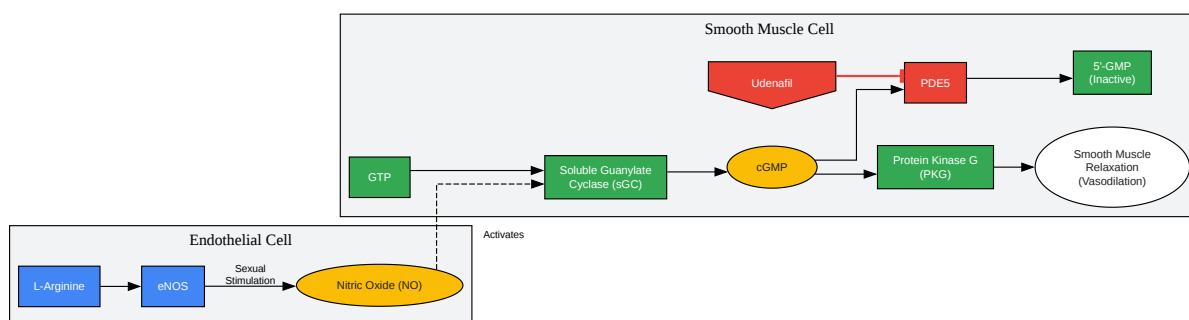 Smooth Muscle Cell
Udenafil
PDE5
5'-GMP
(Inactive)
GTP
Soluble Guanylate
Cyclase (sGC)
cGMP
Protein Kinase G
(PKG)
Smooth Muscle
Relaxation
(Vasodilation)
Endothelial Cell
Activates
L-Arginine
eNOS
Sexual
Stimulation
Nitric Oxide (NO)